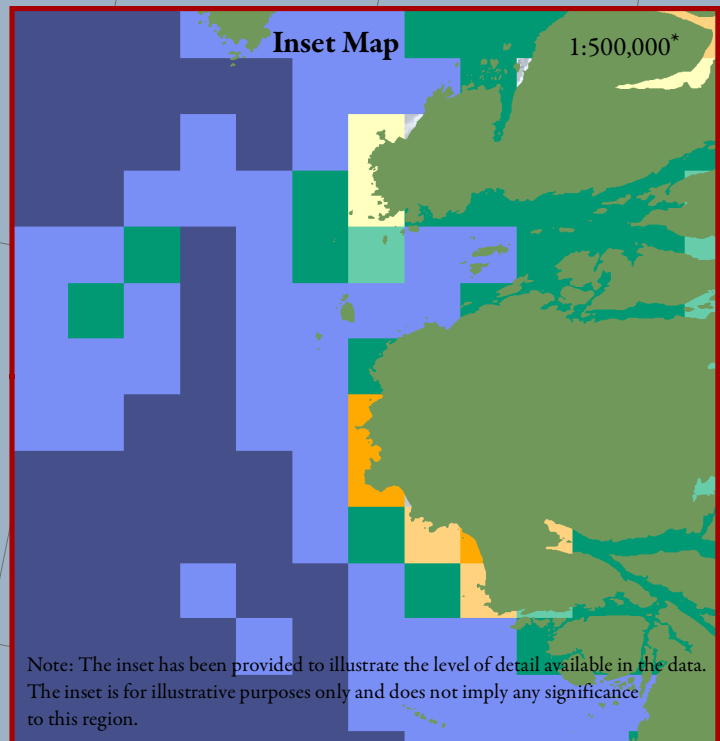 Inset Map
1:500,000*
Note: The inset has been provided to illustrate the level of detail available in the data.
The inset is for illustrative purposes only and does not imply any significance
to this region.